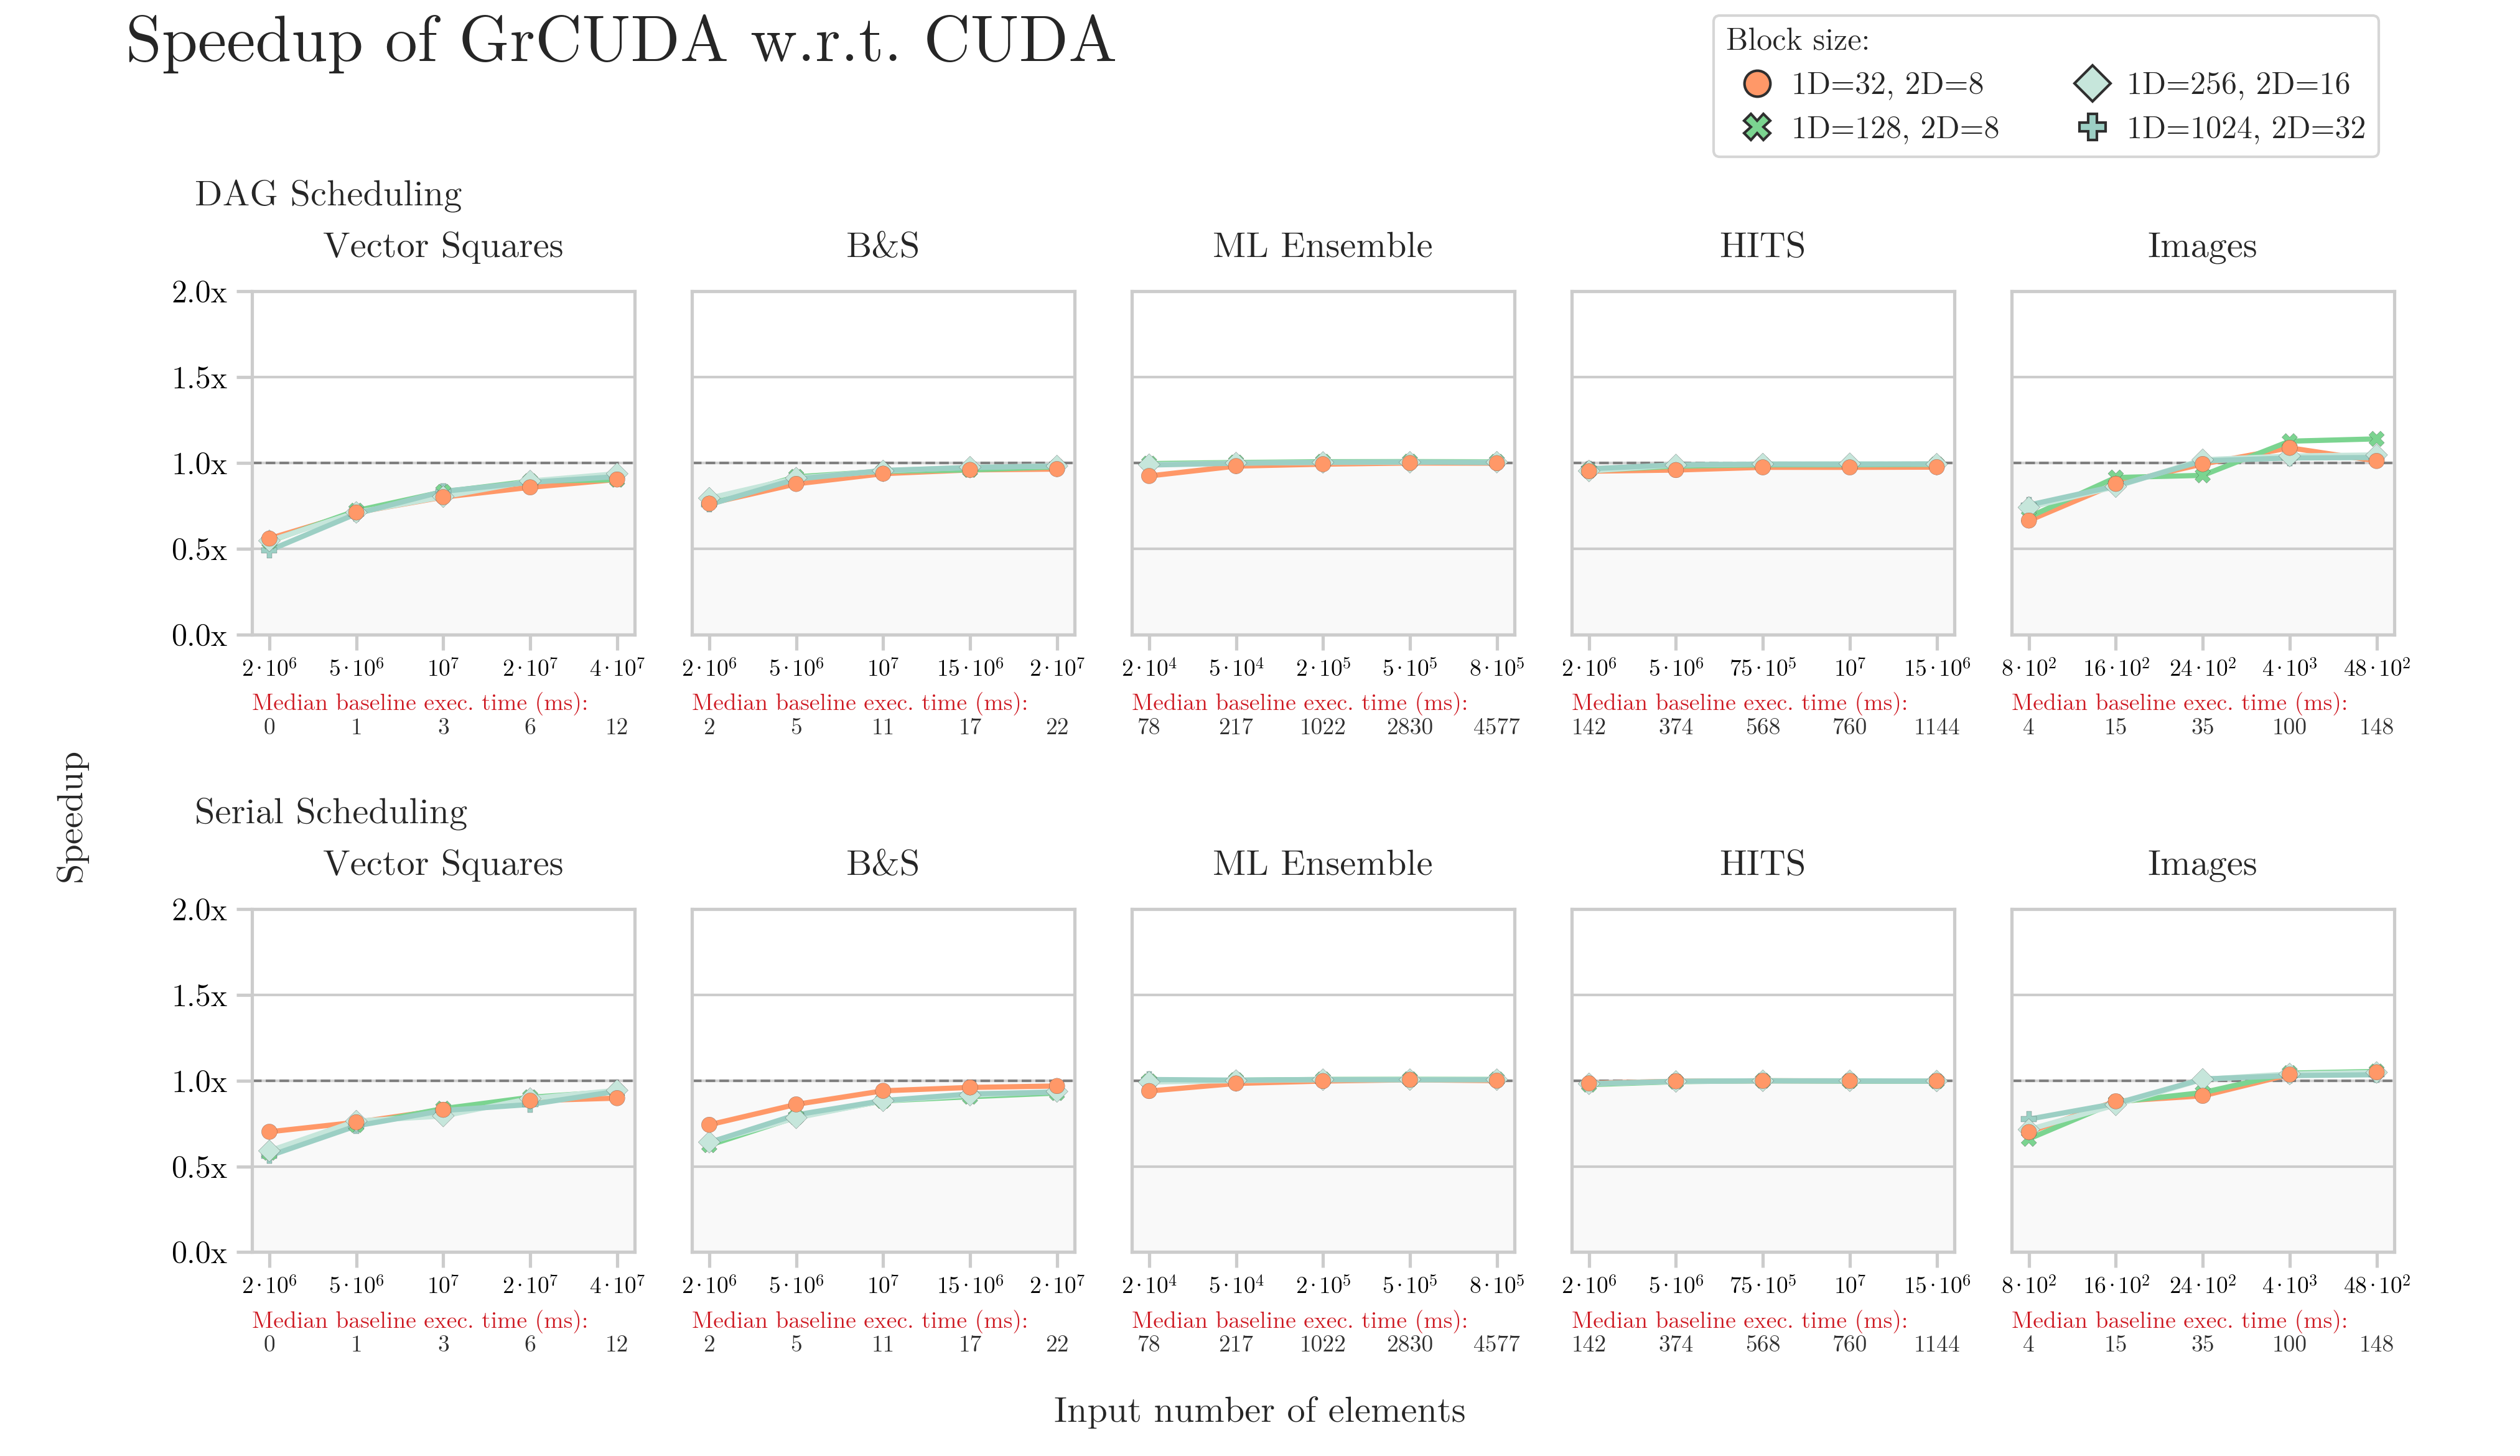 Speedup of GrCUDA w.r.t. CUDA
Block size:
1D=32, 2D=8
1D=256, 2D=16
1D=128, 2D=8
1D=1024, 2D=32
DAG Scheduling
Vector Squares
B&S
ML Ensemble
HITS
Images
2.0x
1.5x
1.0x
0.5x
0.0x
2·10⁶ 5·10⁶ 10⁷ 2·10⁷ 4·10⁷
2·10⁶ 5·10⁶ 10⁷ 15·10⁶ 2·10⁷
2·10⁴ 5·10⁴ 2·10⁵ 5·10⁵ 8·10⁵
2·10⁶ 5·10⁶ 75·10⁵ 10⁷ 15·10⁶
8·10² 16·10² 24·10² 4·10³ 48·10²
Median baseline exec. time (ms):
0 1 3 6 12
Median baseline exec. time (ms):
2 5 11 17 22
Median baseline exec. time (ms):
78 217 1022 2830 4577
Median baseline exec. time (ms):
142 374 568 760 1144
Median baseline exec. time (ms):
4 15 35 100 148
Speedup
Serial Scheduling
Vector Squares
B&S
ML Ensemble
HITS
Images
2.0x
1.5x
1.0x
0.5x
0.0x
2·10⁶ 5·10⁶ 10⁷ 2·10⁷ 4·10⁷
2·10⁶ 5·10⁶ 10⁷ 15·10⁶ 2·10⁷
2·10⁴ 5·10⁴ 2·10⁵ 5·10⁵ 8·10⁵
2·10⁶ 5·10⁶ 75·10⁵ 10⁷ 15·10⁶
8·10² 16·10² 24·10² 4·10³ 48·10²
Median baseline exec. time (ms):
0 1 3 6 12
Median baseline exec. time (ms):
2 5 11 17 22
Median baseline exec. time (ms):
78 217 1022 2830 4577
Median baseline exec. time (ms):
142 374 568 760 1144
Median baseline exec. time (ms):
4 15 35 100 148
Input number of elements